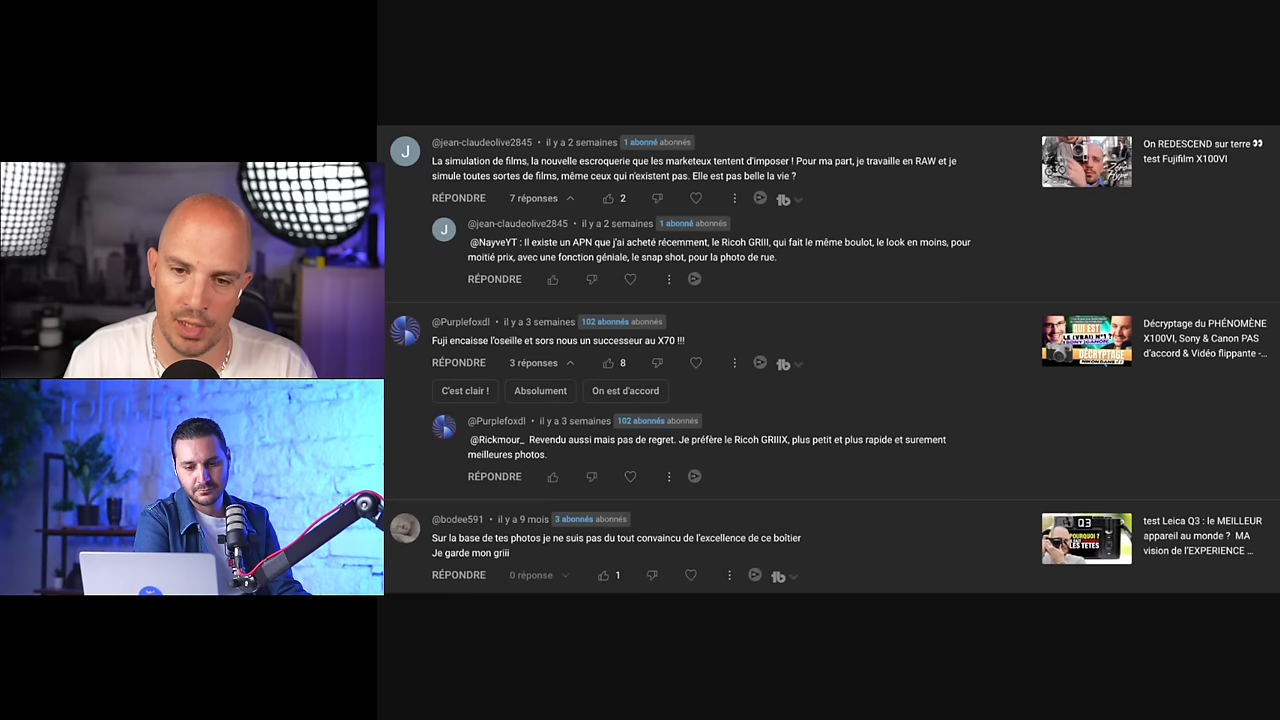 @jean-claudeolive2845 • il y a 2 semaines 1 abonné abonnés
La simulation de films, la nouvelle escroquerie que les marketeux tentent d'imposer ! Pour ma part, je travaille en RAW et je
simule toutes sortes de films, même ceux qui n'existent pas. Elle est pas belle la vie ?
RÉPONDRE 7 réponses 2
On REDESCEND sur terre 👀
test Fujifilm X100VI
J
@jean-claudeolive2845 • il y a 2 semaines 1 abonné abonnés
@NayveYT : Il existe un APN que j'ai acheté récemment, le Ricoh GRIII, qui fait le même boulot, le look en moins, pour
moitié prix, avec une fonction géniale, le snap shot, pour la photo de rue.
RÉPONDRE
J
@Purplefoxdl • il y a 3 semaines 102 abonnés abonnés
Fuji encaisse l'oseille et sors nous un successeur au X70 !!!
RÉPONDRE 3 réponses 8
C'est clair ! Absolument On est d'accord
QUI EST
LE (VRAI) N°1 ?
DÉCRYPTAGE
Décryptage du PHÉNOMÈNE
X100VI, Sony & Canon PAS
d'accord & Vidéo flippante -...
@Purplefoxdl • il y a 3 semaines 102 abonnés abonnés
@Rickmour_ Revendu aussi mais pas de regret. Je préfère le Ricoh GRIIIX, plus petit et plus rapide et surement
meilleures photos.
RÉPONDRE
@bodee591 • il y a 9 mois 3 abonnés abonnés
Sur la base de tes photos je ne suis pas du tout convaincu de l'excellence de ce boîtier
Je garde mon griii
RÉPONDRE 0 réponse 1
Q3
POURQUOI ?
LES TETES
test Leica Q3 : le MEILLEUR
appareil au monde ? MA
vision de l'EXPERIENCE ...